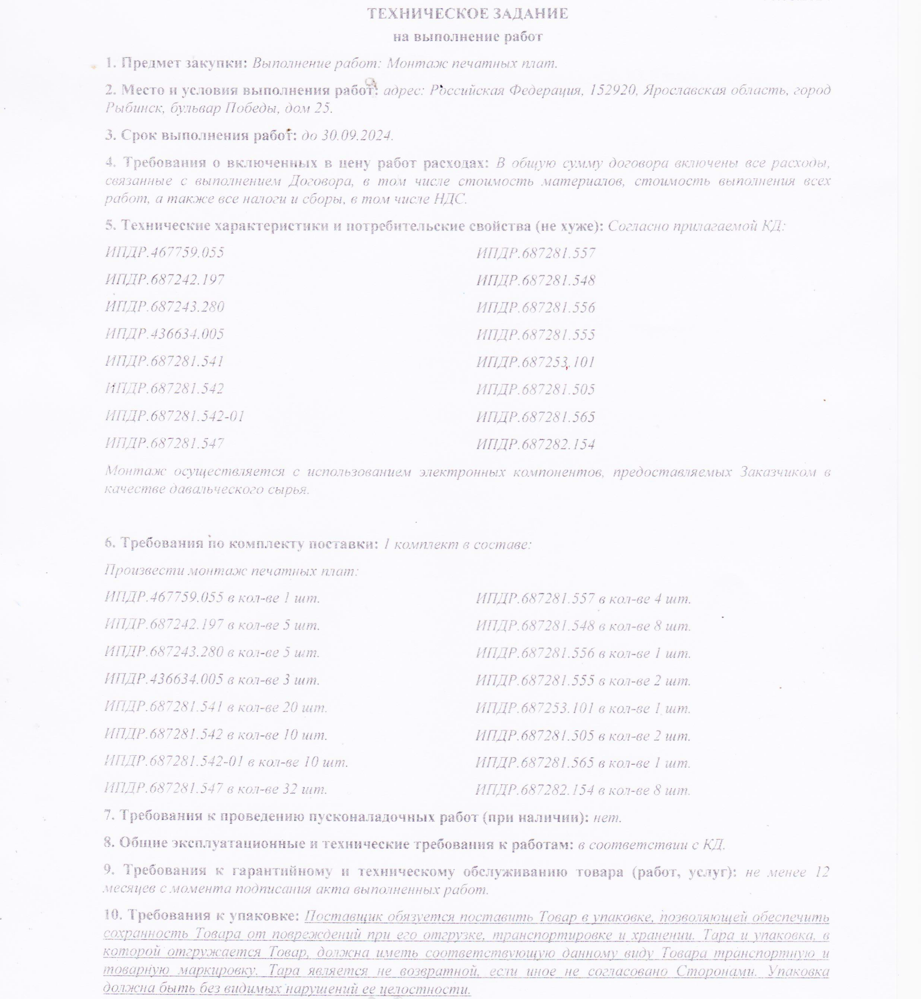 ТЕХНИЧЕСКОЕ ЗАДАНИЕ
на выполнение работ
1. Предмет закупки: Выполнение работ: Монтаж печатных плат.
2. Место и условия выполнения работ: адрес: Российская Федерация, 152920, Ярославская область, город
Рыбинск, бульвар Победы, дом 25.
3. Срок выполнения работ: до 30.09.2024.
4. Требования о включенных в цену работ расходах: В общую сумму договора включены все расходы,
связанные с выполнением Договора, в том числе стоимость материалов, стоимость выполнения всех
работ, а также все налоги и сборы, в том числе НДС.
5. Технические характеристики и потребительские свойства (не хуже): Согласно прилагаемой КД:
ИПДР.467759.055
ИПДР.687242.197
ИПДР.687243.280
ИПДР.436634.005
ИПДР.687281.541
ИПДР.687281.542
ИПДР.687281.542-01
ИПДР.687281.547
ИПДР.687281.557
ИПДР.687281.548
ИПДР.687281.556
ИПДР.687281.555
ИПДР.687253.101
ИПДР.687281.505
ИПДР.687281.565
ИПДР.687282.154
Монтаж осуществляется с использованием электронных компонентов, предоставляемых Заказчиком в
качестве давальческого сырья.
6. Требования по комплекту поставки: 1 комплект в составе:
Произвести монтаж печатных плат:
ИПДР.467759.055 в кол-ве 1 шт.
ИПДР.687242.197 в кол-ве 5 шт.
ИПДР.687243.280 в кол-ве 5 шт.
ИПДР.436634.005 в кол-ве 3 шт.
ИПДР.687281.541 в кол-ве 20 шт.
ИПДР.687281.542 в кол-ве 10 шт.
ИПДР.687281.542-01 в кол-ве 10 шт.
ИПДР.687281.547 в кол-ве 32 шт.
ИПДР.687281.557 в кол-ве 4 шт.
ИПДР.687281.548 в кол-ве 8 шт.
ИПДР.687281.556 в кол-ве 1 шт.
ИПДР.687281.555 в кол-ве 2 шт.
ИПДР.687253.101 в кол-ве 1 шт.
ИПДР.687281.505 в кол-ве 2 шт.
ИПДР.687281.565 в кол-ве 1 шт.
ИПДР.687282.154 в кол-ве 8 шт.
7. Требования к проведению пусконаладочных работ (при наличии): нет.
8. Общие эксплуатационные и технические требования к работам: в соответствии с КД.
9. Требования к гарантийному и техническому обслуживанию товара (работ, услуг): не менее 12
месяцев с момента подписания акта выполненных работ.
10. Требования к упаковке: Поставщик обязуется поставить Товар в упаковке, позволяющей обеспечить
сохранность Товара от повреждений при его отгрузке, транспортировке и хранении. Тара и упаковка, в
которой отгружается Товар, должна иметь соответствующую данному виду Товара транспортную и
товарную маркировку. Тара является не возвратной, если иное не согласовано Сторонами. Упаковка
должна быть без видимых нарушений ее целостности.